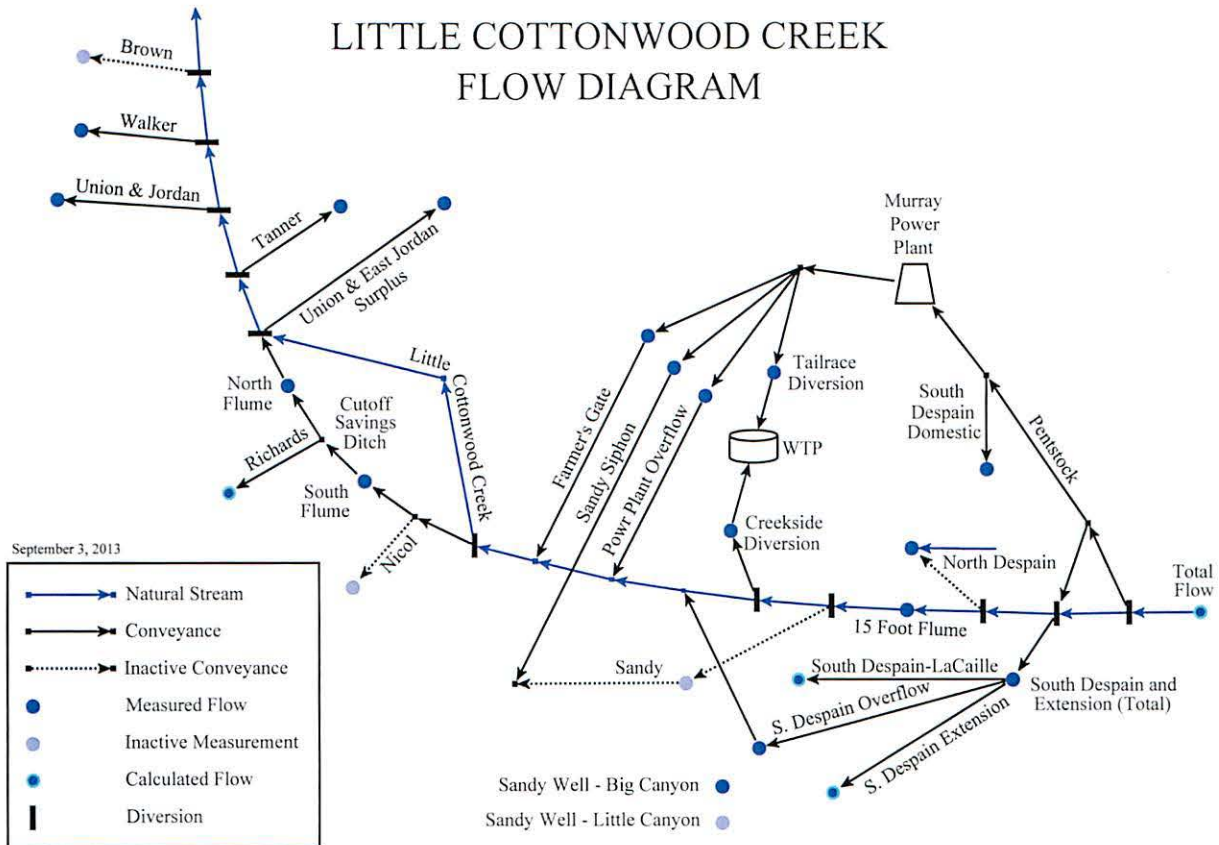 LITTLE COTTONWOOD CREEK
FLOW DIAGRAM
Brown
Walker
Union & Jordan
Tanner
Union & East Jordan
Surplus
Murray
Power
Plant
Little
Cottonwood Creek
North
Flume
Cutoff
Savings
Ditch
Richards
South
Flume
Nicol
Farmer's Gate
Sandy Siphon
Powr Plant Overflow
Tailrace
Diversion
WTP
Creekside
Diversion
South
Despain
Domestic
Pentstock
North Despain
Total
Flow
15 Foot Flume
Sandy
South Despain-LaCaille
S. Despain Overflow
S. Despain Extension
South Despain and
Extension (Total)
Sandy Well - Big Canyon
Sandy Well - Little Canyon
September 3, 2013
Natural Stream
Conveyance
Inactive Conveyance
Measured Flow
Inactive Measurement
Calculated Flow
Diversion